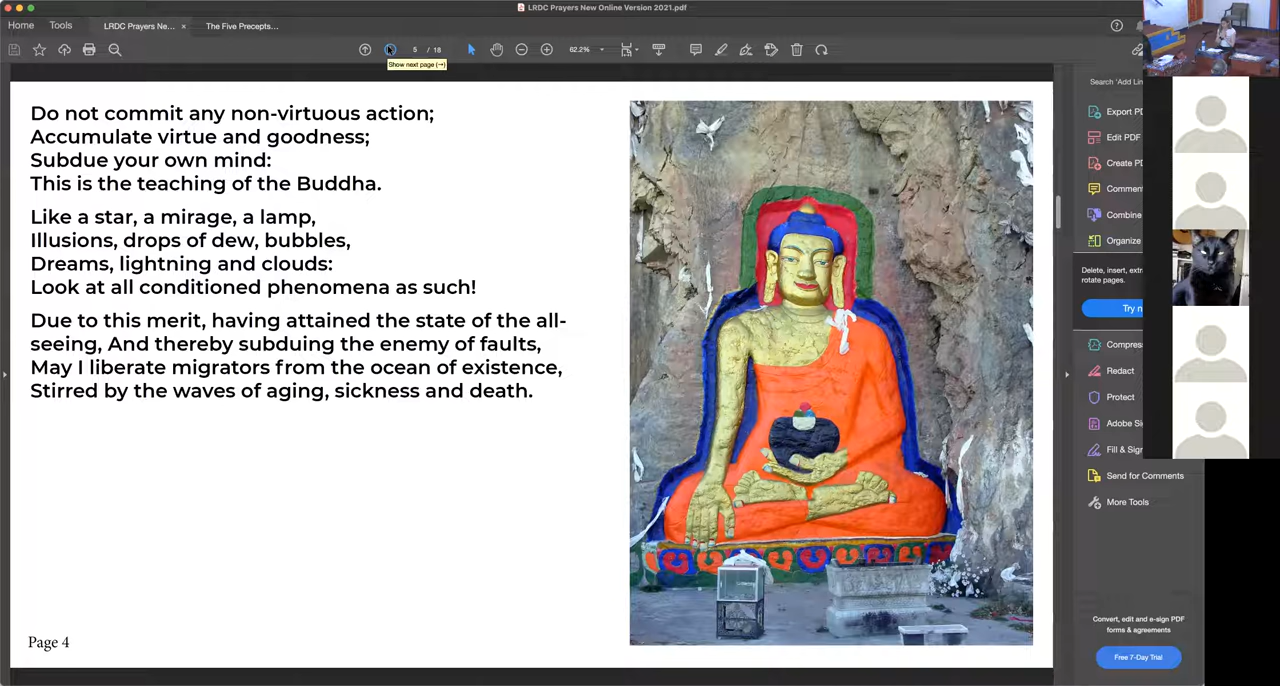 LRDC Prayers New Online Version 2021.pdf
Home
Tools
LRDC Prayers Ne...
×
The Five Precepts...
5 / 18
62.2%
Show next page (→)
Do not commit any non-virtuous action;
Accumulate virtue and goodness;
Subdue your own mind:
This is the teaching of the Buddha.
Like a star, a mirage, a lamp,
Illusions, drops of dew, bubbles,
Dreams, lightning and clouds:
Look at all conditioned phenomena as such!
Due to this merit, having attained the state of the all-
seeing, And thereby subduing the enemy of faults,
May I liberate migrators from the ocean of existence,
Stirred by the waves of aging, sickness and death.
Page 4
Search 'Add Lin
Export PD
Edit PDF
Create PD
Comment
Combine
Organize
Delete, insert, extr
rotate pages.
Try n
Compress
Redact
Protect
Adobe Si
Fill & Sign
Send for Comments
More Tools
Convert, edit and e-sign PDF
forms & agreements
Free 7-Day Trial